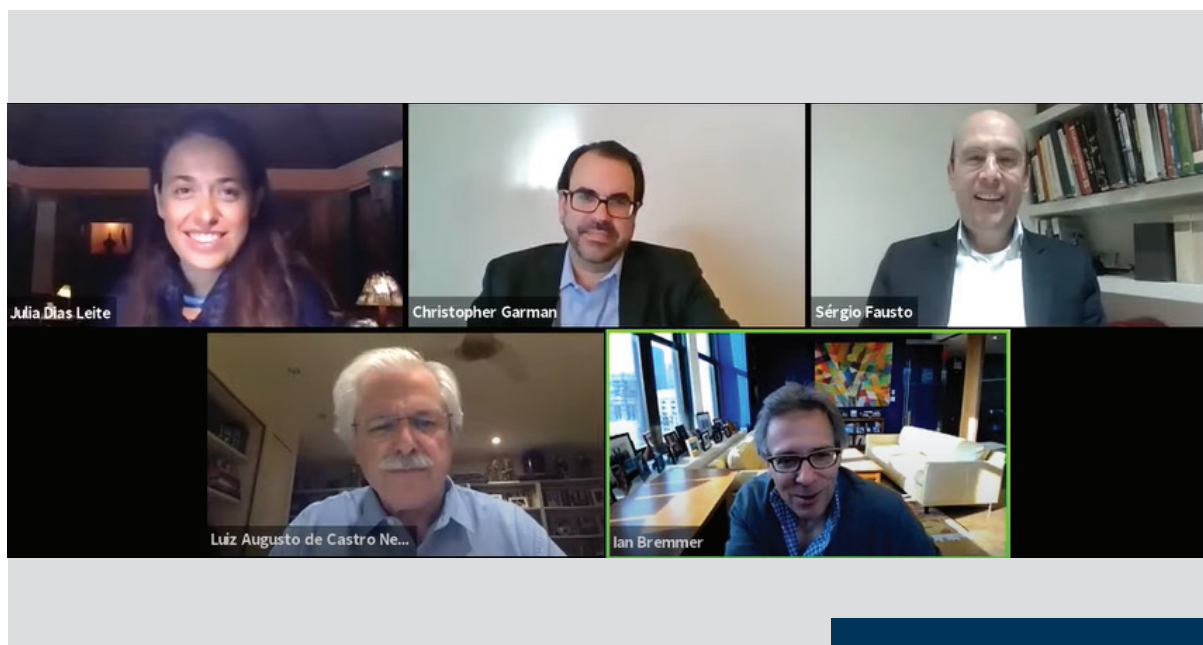 Julia Dias Leite
Christopher Garman
Sérgio Fausto
Luiz Augusto de Castro Ne...
Ian Bremmer